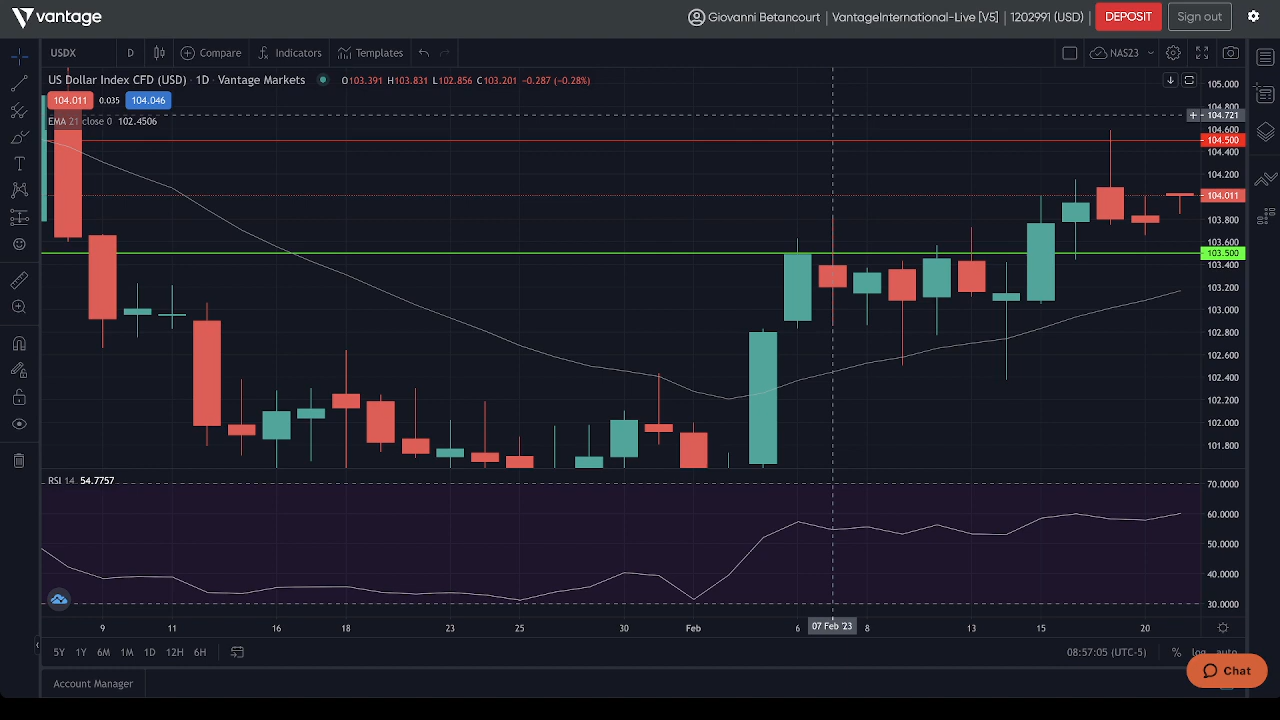 vantage
Giovanni Betancourt | VantageInternational-Live [V5] | 1202991 (USD) | DEPOSIT Sign out
USDX D Compare Indicators Templates NAS23
US Dollar Index CFD (USD) · 1D · Vantage Markets O103.391 H103.831 L102.856 C103.201 -0.287 (-0.28%)
104.011 0.035 104.046
EMA 21 close 0 102.4506
105.000
104.800
104.721
104.600
104.500
104.400
104.200
104.011
103.800
103.600
103.500
103.400
103.200
103.000
102.800
102.600
102.400
102.200
102.000
101.800
RSI 14 54.7757
70.0000
60.0000
50.0000
40.0000
30.0000
9 11 16 18 23 25 30 Feb 6 07 Feb '23 8 13 15 20
5Y 1Y 6M 1M 1D 12H 6H 08:57:05 (UTC-5) % log auto
Chat
Account Manager